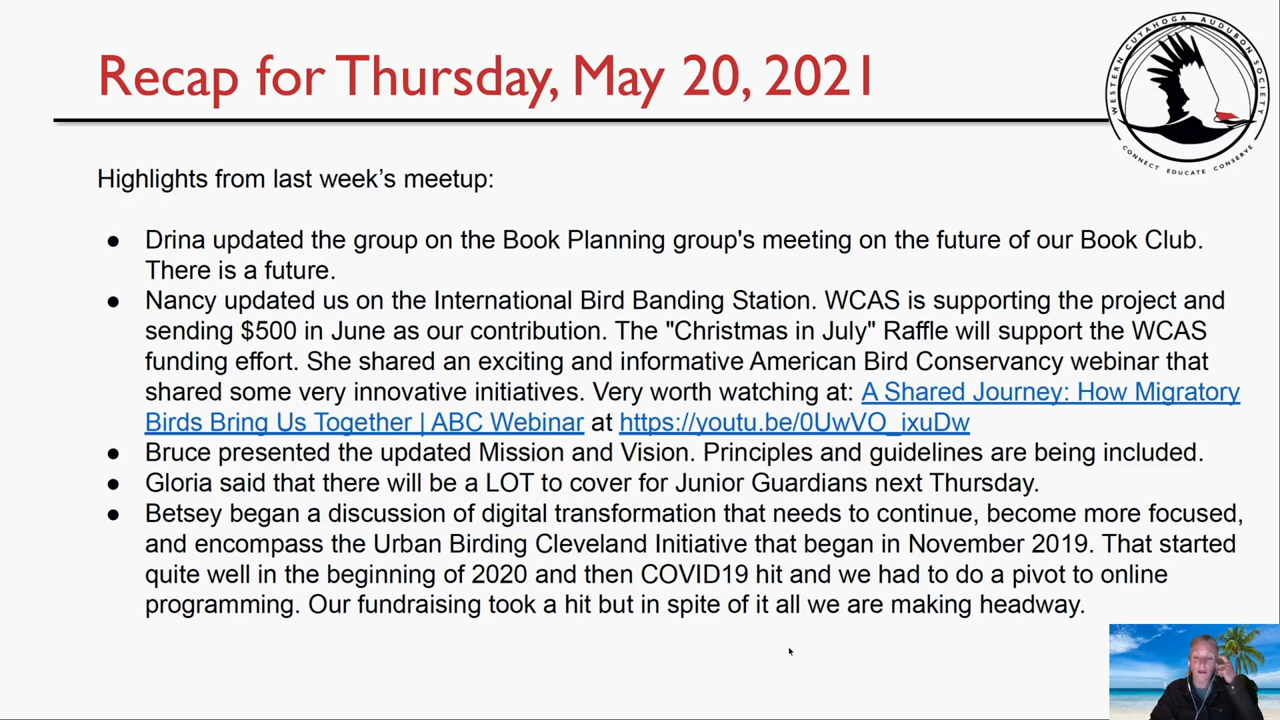 Recap for Thursday, May 20, 2021
WESTERN CUYAHOGA AUDUBON SOCIETY
CONNECT EDUCATE CONSERVE
Highlights from last week’s meetup:
● Drina updated the group on the Book Planning group's meeting on the future of our Book Club.
There is a future.
● Nancy updated us on the International Bird Banding Station. WCAS is supporting the project and
sending $500 in June as our contribution. The "Christmas in July" Raffle will support the WCAS
funding effort. She shared an exciting and informative American Bird Conservancy webinar that
shared some very innovative initiatives. Very worth watching at: A Shared Journey: How Migratory
Birds Bring Us Together | ABC Webinar at https://youtu.be/0UwVO_ixuDw
● Bruce presented the updated Mission and Vision. Principles and guidelines are being included.
● Gloria said that there will be a LOT to cover for Junior Guardians next Thursday.
● Betsey began a discussion of digital transformation that needs to continue, become more focused,
and encompass the Urban Birding Cleveland Initiative that began in November 2019. That started
quite well in the beginning of 2020 and then COVID19 hit and we had to do a pivot to online
programming. Our fundraising took a hit but in spite of it all we are making headway.